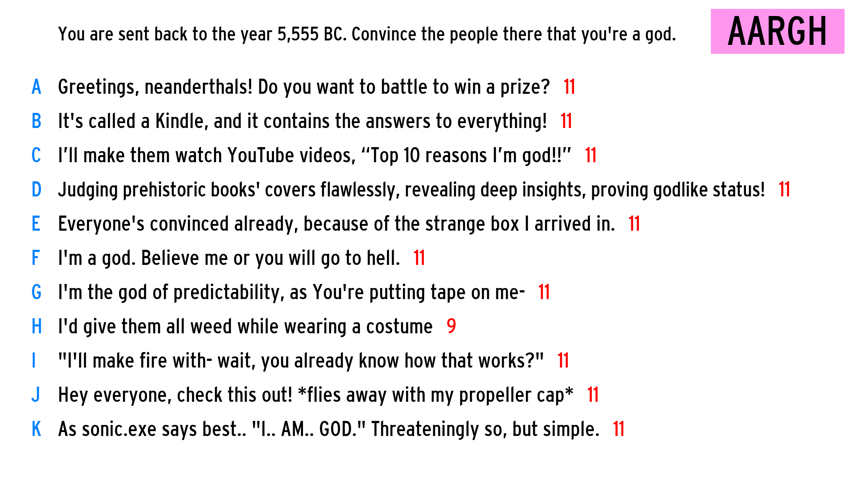 You are sent back to the year 5,555 BC. Convince the people there that you're a god.
AARGH
A Greetings, neanderthals! Do you want to battle to win a prize? 11
B It's called a Kindle, and it contains the answers to everything! 11
C I’ll make them watch YouTube videos, “Top 10 reasons I’m god!!” 11
D Judging prehistoric books' covers flawlessly, revealing deep insights, proving godlike status! 11
E Everyone's convinced already, because of the strange box I arrived in. 11
F I'm a god. Believe me or you will go to hell. 11
G I'm the god of predictability, as You're putting tape on me- 11
H I'd give them all weed while wearing a costume 9
I "I'll make fire with- wait, you already know how that works?" 11
J Hey everyone, check this out! *flies away with my propeller cap* 11
K As sonic.exe says best.. "I.. AM.. GOD." Threateningly so, but simple. 11